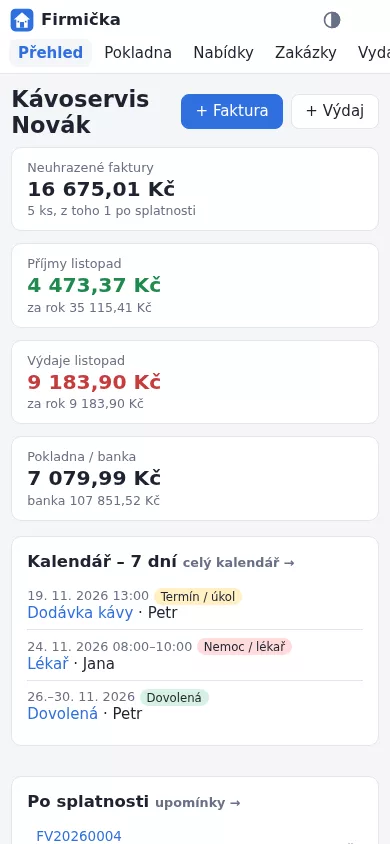 Firmička
Přehled Pokladna Nabídky Zakázky
Kávoservis Novák
+ Faktura + Výdaj
Neuhrazené faktury
16 675,01 Kč
5 ks, z toho 1 po splatnosti
Příjmy listopad
4 473,37 Kč
za rok 35 115,41 Kč
Výdaje listopad
9 183,90 Kč
za rok 9 183,90 Kč
Pokladna / banka
7 079,99 Kč
banka 107 851,52 Kč
Kalendář – 7 dní celý kalendář →
19. 11. 2026 13:00 Termín / úkol
Dodávka kávy · Petr
24. 11. 2026 08:00–10:00 Nemoc / lékař
Lékař · Jana
26.–30. 11. 2026 Dovolená
Dovolená · Petr
Po splatnosti upomínky →
FV20260004